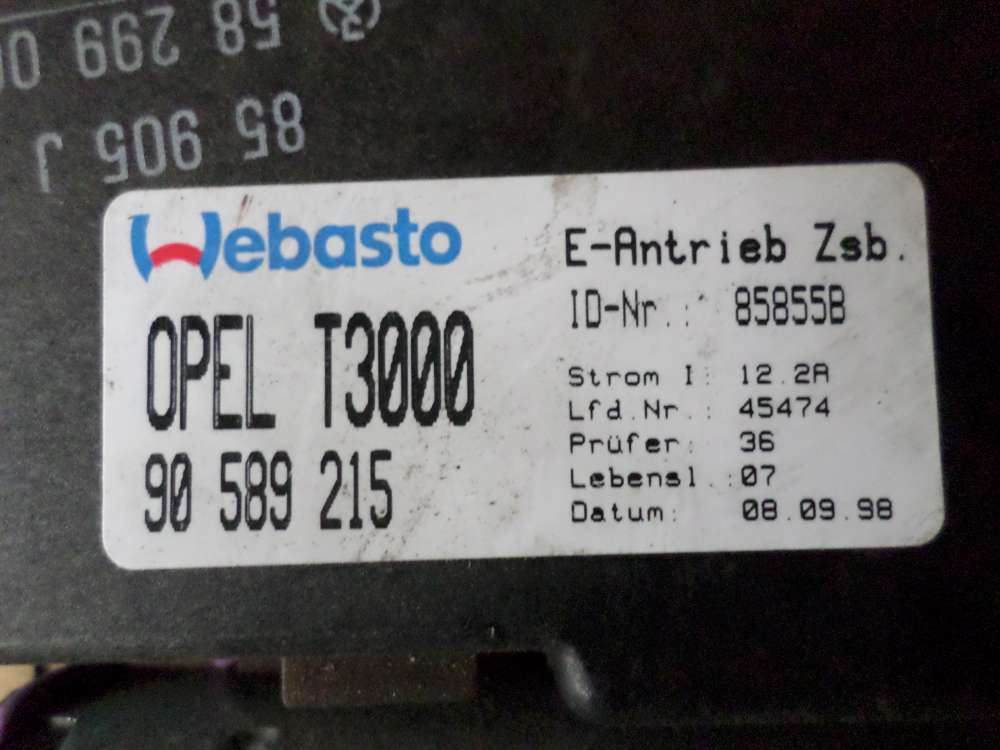 Webasto
OPEL T3000
90 589 215
E-Antrieb Zsb.
ID-Nr.: 85855B
Strom I: 12.2A
Lfd.Nr.: 45474
Prüfer: 36
Lebensl.:07
Datum: 08.09.98